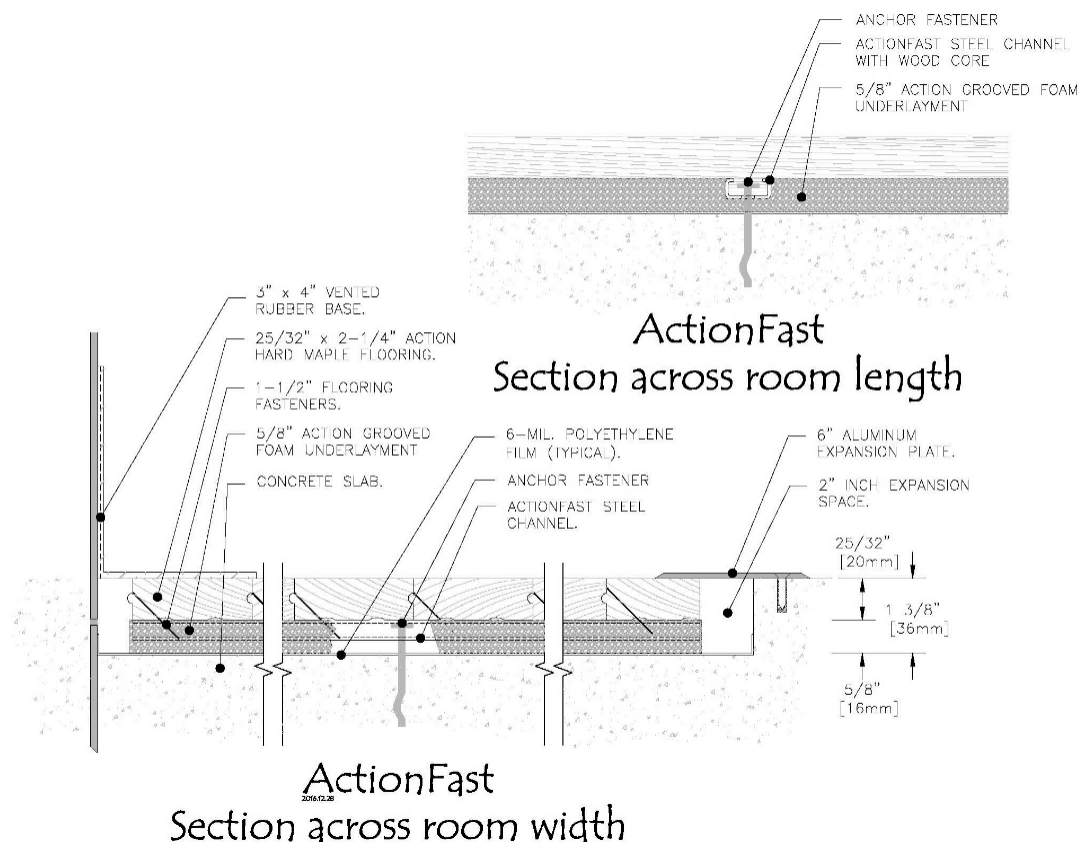 ANCHOR FASTENER
ACTIONFAST STEEL CHANNEL
WITH WOOD CORE
5/8" ACTION GROOVED FOAM
UNDERLAYMENT
ActionFast
Section across room length
3" x 4" VENTED
RUBBER BASE.
25/32" x 2-1/4" ACTION
HARD MAPLE FLOORING.
1-1/2" FLOORING
FASTENERS.
5/8" ACTION GROOVED
FOAM UNDERLAYMENT
CONCRETE SLAB.
6-MIL. POLYETHYLENE
FILM (TYPICAL).
ANCHOR FASTENER
ACTIONFAST STEEL
CHANNEL.
6" ALUMINUM
EXPANSION PLATE.
2" INCH EXPANSION
SPACE.
25/32"
[20mm]
1 3/8"
[36mm]
5/8"
[16mm]
ActionFast
2016.12.28
Section across room width